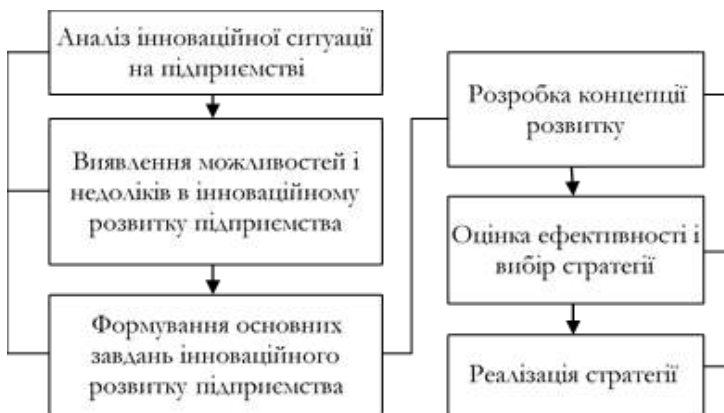 Аналіз інноваційної ситуації
на підприємстві
Виявлення можливостей і
недоліків в інноваційному
розвитку підприємства
Формування основних
завдань інноваційного
розвитку підприємства
Розробка концепції
розвитку
Оцінка ефективності і
вибір стратегії
Реалізація стратегії